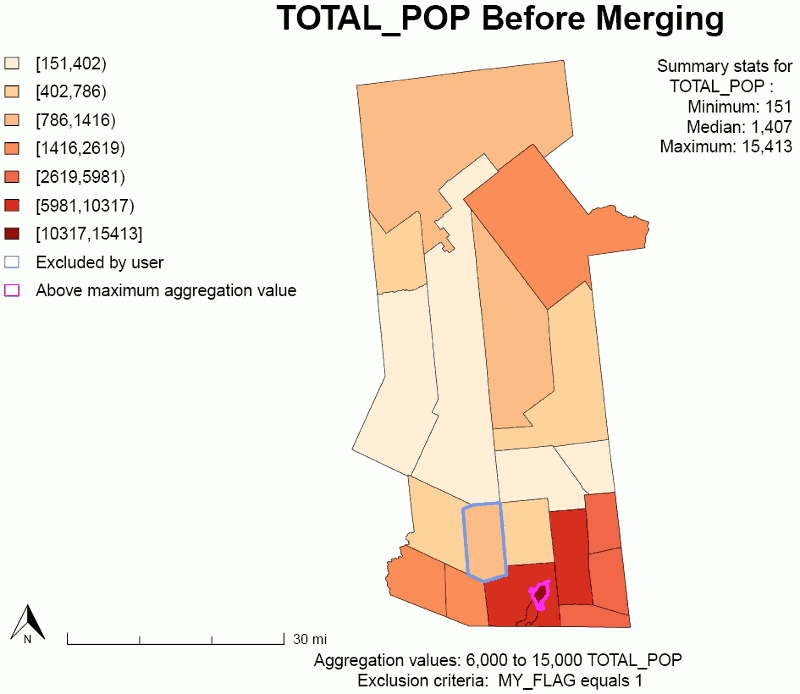 TOTAL_POP Before Merging
[151,402)
[402,786)
[786,1416)
[1416,2619)
[2619,5981)
[5981,10317)
[10317,15413]
Excluded by user
Above maximum aggregation value
Summary stats for
TOTAL_POP :
Minimum: 151
Median: 1,407
Maximum: 15,413
N
30 mi
Aggregation values: 6,000 to 15,000 TOTAL_POP
Exclusion criteria: MY_FLAG equals 1